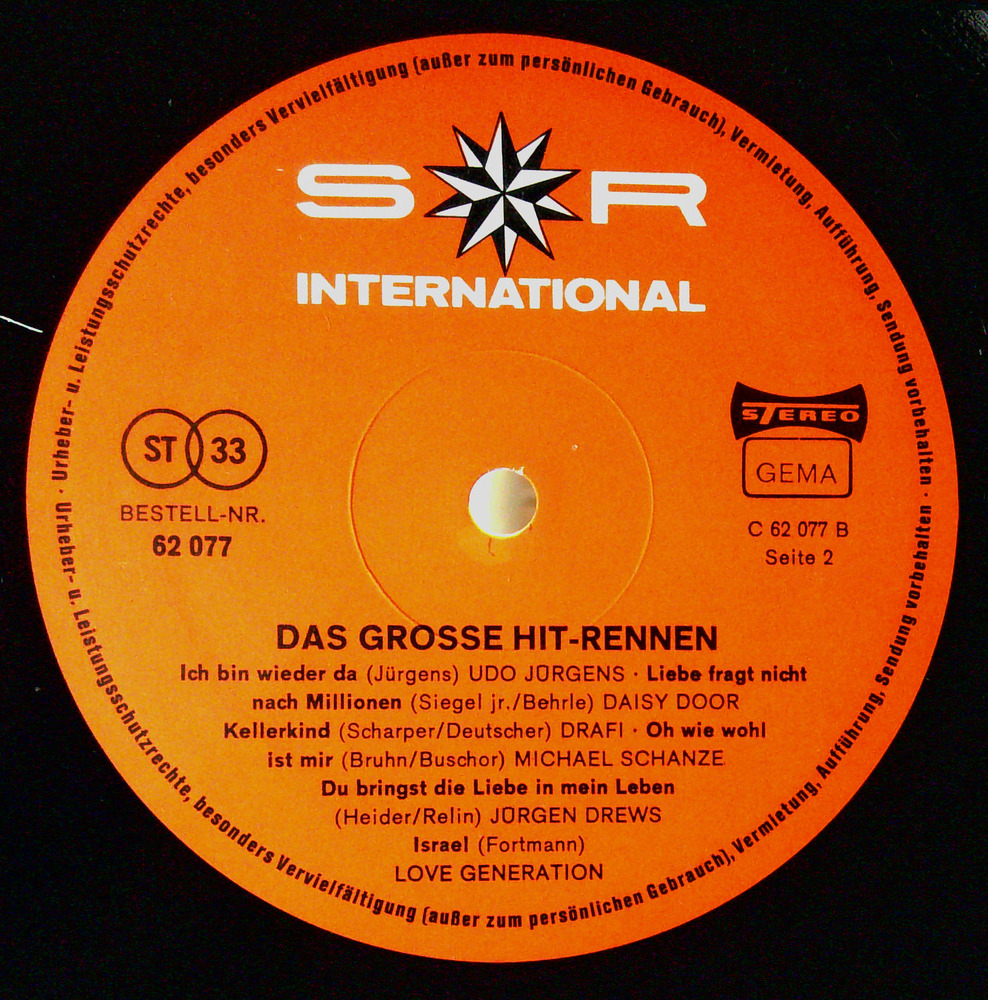 Urheber- u. Leistungsschutzrechte, besonders Vervielfältigung (außer zum persönlichen Gebrauch), Vermietung, Aufführung, Sendung vorbehalten ·
S R
INTERNATIONAL
ST 33
BESTELL-NR.
62 077
STEREO
GEMA
C 62 077 B
Seite 2
DAS GROSSE HIT-RENNEN
Ich bin wieder da (Jürgens) UDO JÜRGENS · Liebe fragt nicht
nach Millionen (Siegel jr./Behrle) DAISY DOOR
Kellerkind (Scharper/Deutscher) DRAFI · Oh wie wohl
ist mir (Bruhn/Buschor) MICHAEL SCHANZE
Du bringst die Liebe in mein Leben
(Heider/Relin) JÜRGEN DREWS
Israel (Fortmann)
LOVE GENERATION
Urheber- u. Leistungsschutzrechte, besonders Vervielfältigung (außer zum persönlichen Gebrauch), Vermietung, Aufführung, Sendung vorbehalten ·